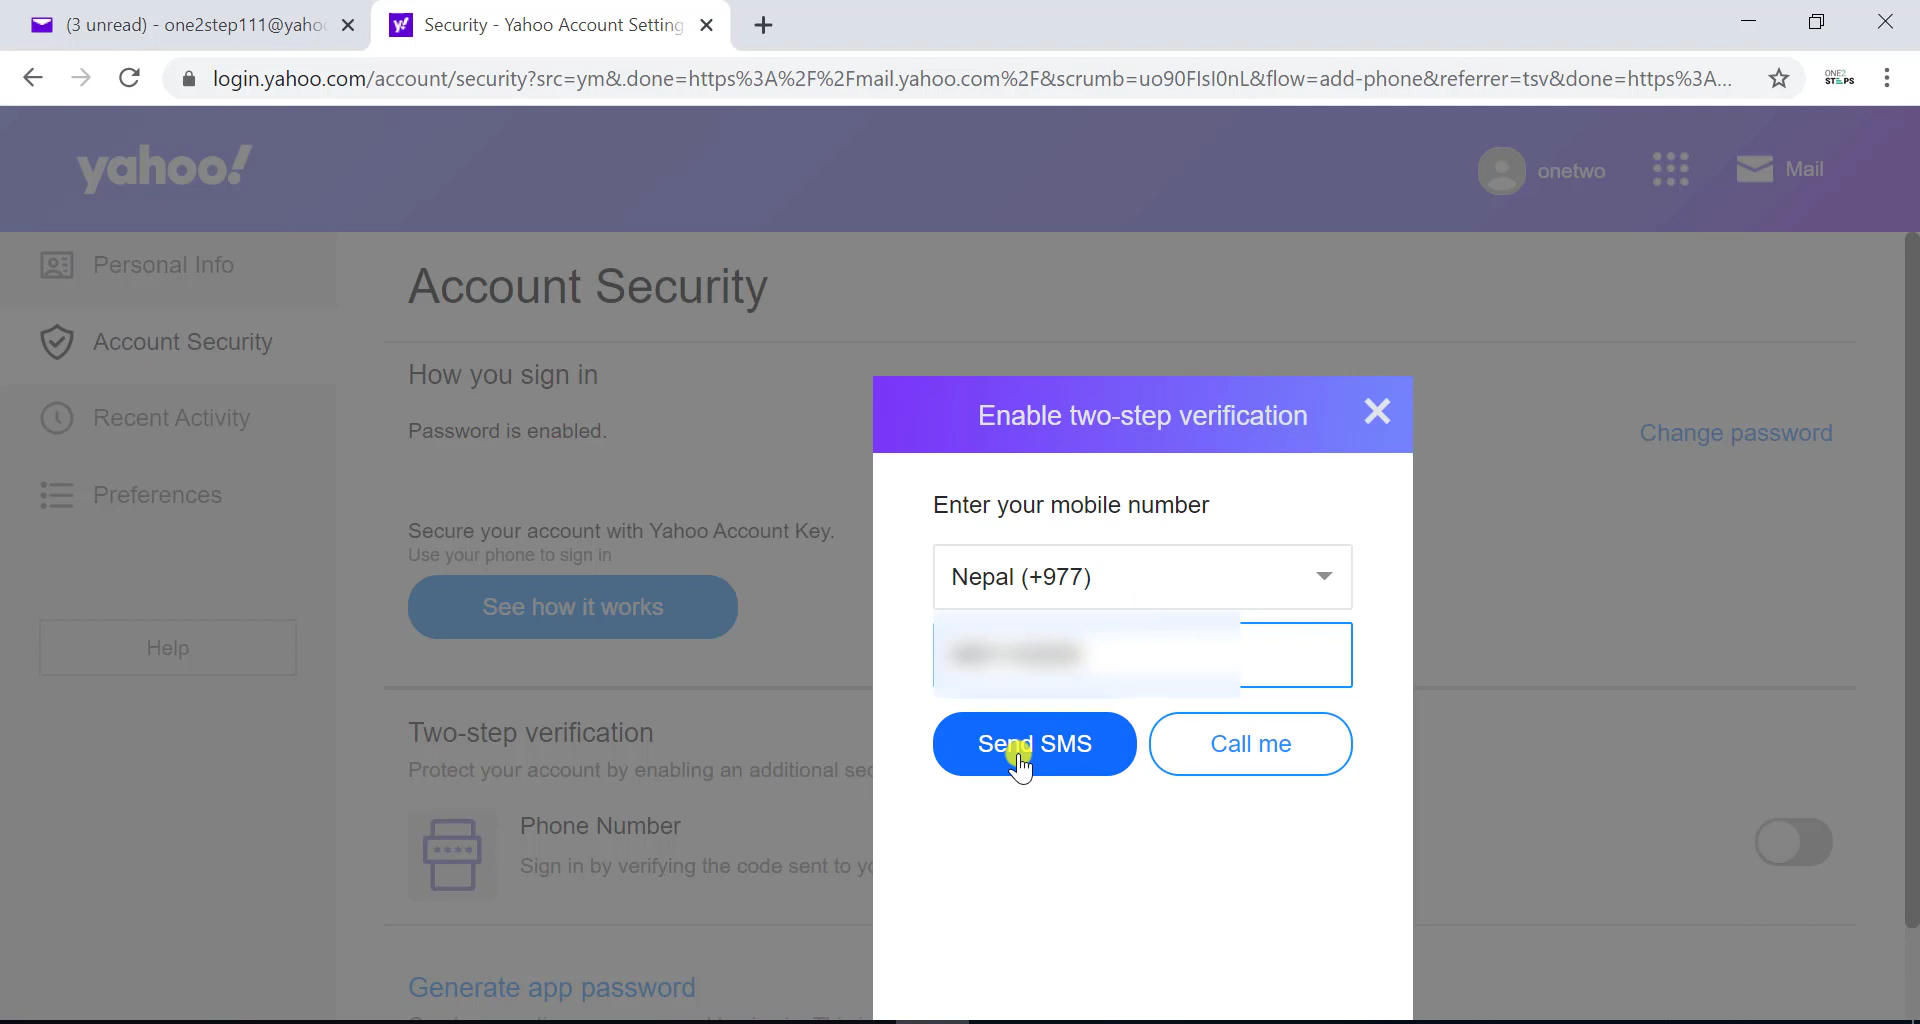 (3 unread) - one2step111@yaho
Security - Yahoo Account Setting
login.yahoo.com/account/security?src=ym&.done=https%3A%2F%2Fmail.yahoo.com%2F&scrumb=uo90FIsI0nL&flow=add-phone&referrer=tsv&done=https%3A...
ONE2
STEPS
yahoo!
onetwo
Mail
Personal Info
Account Security
Recent Activity
Preferences
Help
Account Security
How you sign in
Password is enabled.
Change password
Secure your account with Yahoo Account Key.
Use your phone to sign in
See how it works
Two-step verification
Protect your account by enabling an additional sec
Phone Number
Sign in by verifying the code sent to yo
Generate app password
Enable two-step verification
Enter your mobile number
Nepal (+977)
Send SMS
Call me